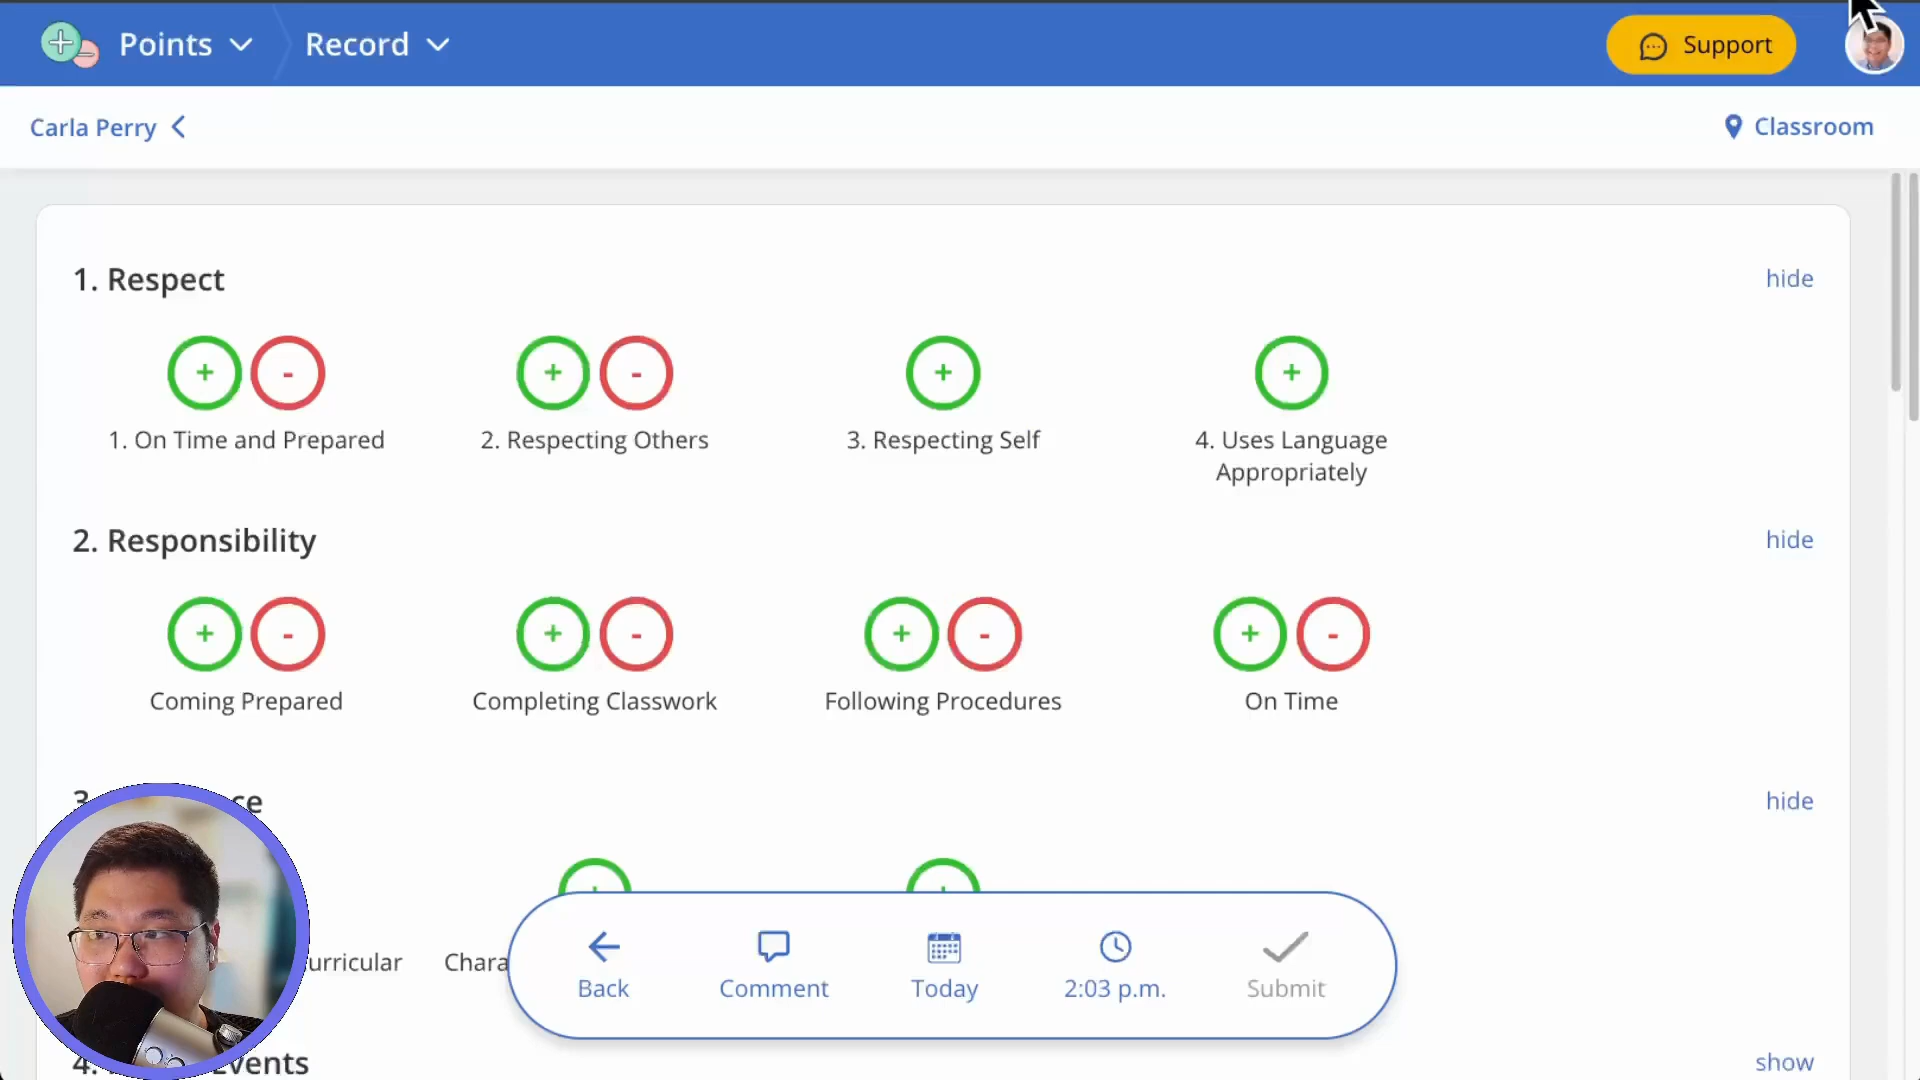 Points Record Support
Carla Perry Classroom
1. Respect hide
+ - + - + +
1. On Time and Prepared 2. Respecting Others 3. Respecting Self 4. Uses Language
Appropriately
2. Responsibility hide
+ - + - + - + -
Coming Prepared Completing Classwork Following Procedures On Time
hide
Back Comment Today 2:03 p.m. Submit
show